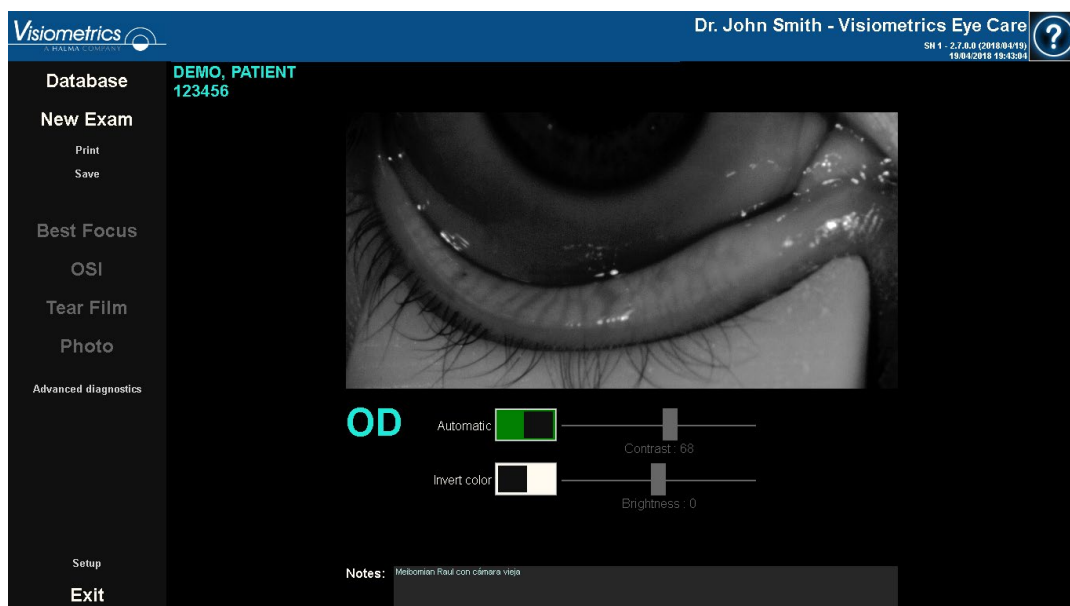 Visiometrics
A HALMA COMPANY
Dr. John Smith - Visiometrics Eye Care
SN 1 - 2.7.0.0 (2018/04/19)
19/04/2018 19:43:04
?
Database
New Exam
Print
Save
Best Focus
OSI
Tear Film
Photo
Advanced diagnostics
Setup
Exit
DEMO, PATIENT
123456
OD
Automatic
Contrast : 68
Invert color
Brightness : 0
Notes: Meibomian Raul con cámara vieja